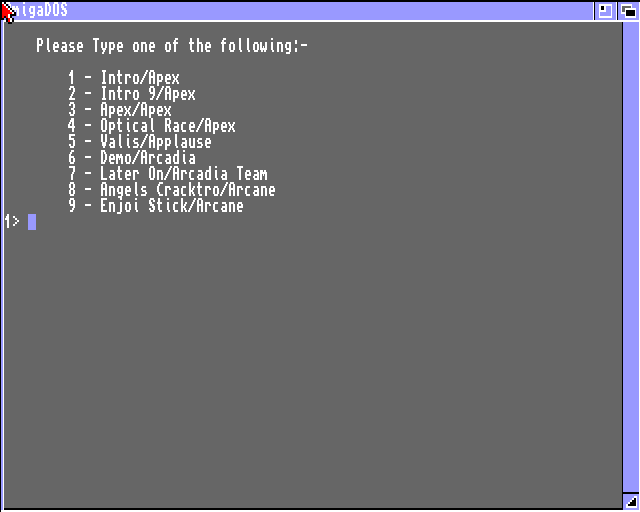 AmigaDOS
Please Type one of the following:-
1 - Intro/Apex
2 - Intro 9/Apex
3 - Apex/Apex
4 - Optical Race/Apex
5 - Valis/Applause
6 - Demo/Arcadia
7 - Later On/Arcadia Team
8 - Angels Cracktro/Arcane
9 - Enjoi Stick/Arcane
1>